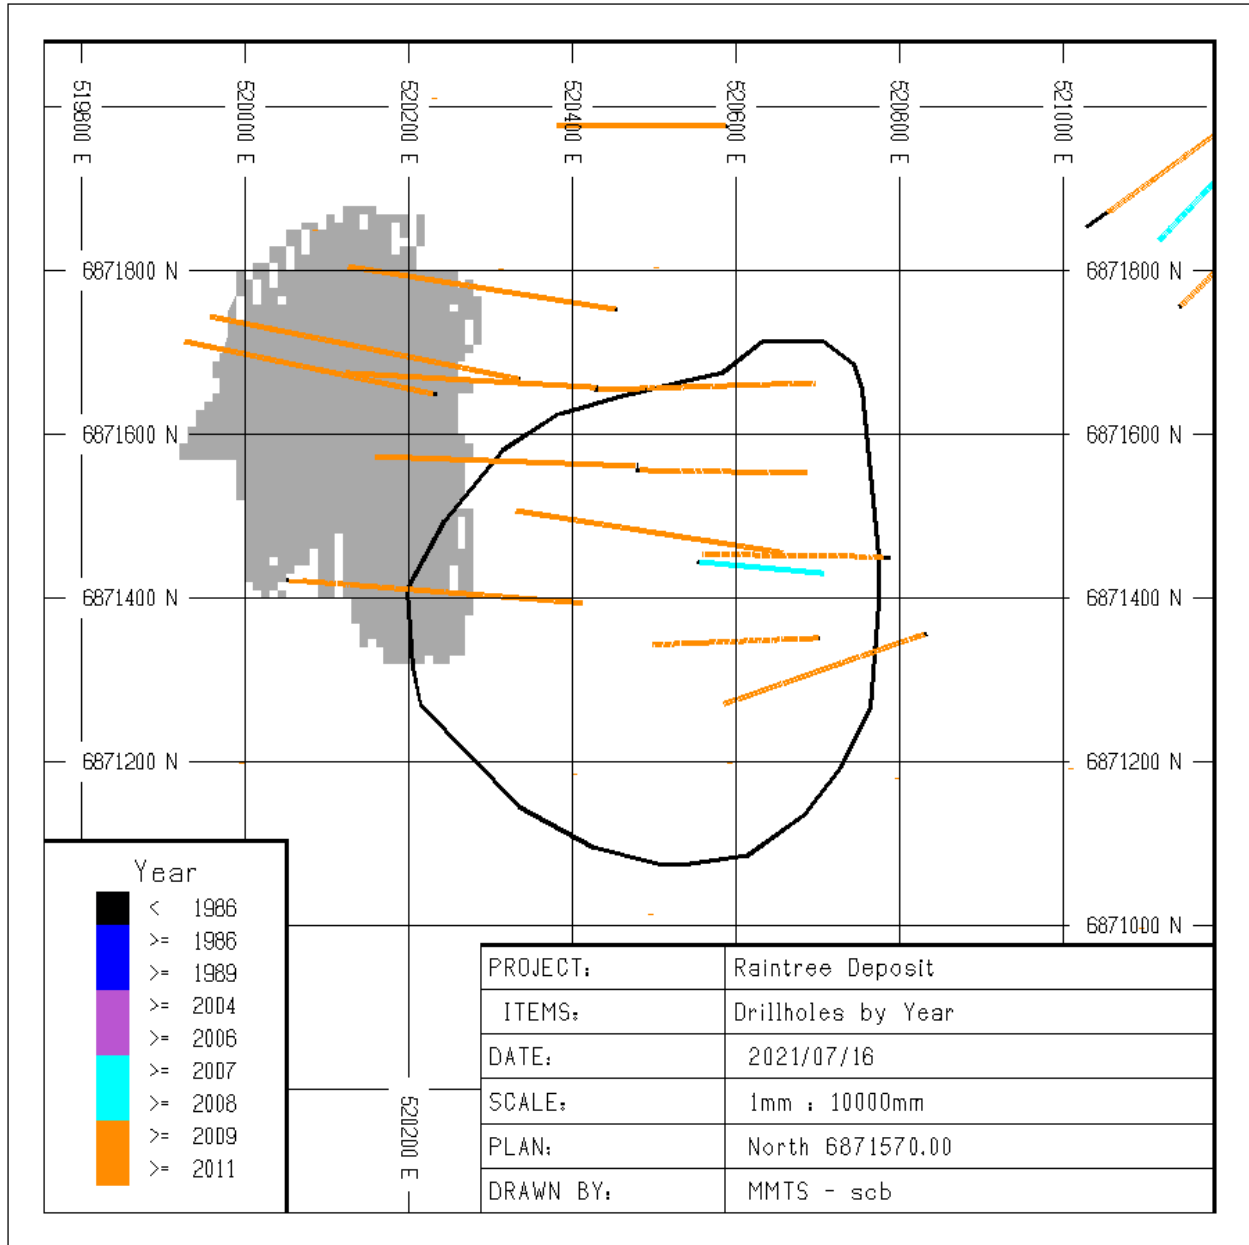 519800 E
520000 E
520200 E
520400 E
520600 E
520800 E
521000 E
6871800 N
6871800 N
6871600 N
6871600 N
6871400 N
6871400 N
6871200 N
6871200 N
6871000 N
520200 E
Year
< 1986
>= 1986
>= 1989
>= 2004
>= 2006
>= 2007
>= 2008
>= 2009
>= 2011
PROJECT: Raintree Deposit
ITEMS: Drillholes by Year
DATE: 2021/07/16
SCALE: 1mm : 10000mm
PLAN: North 6871570.00
DRAWN BY: MMTS - scb